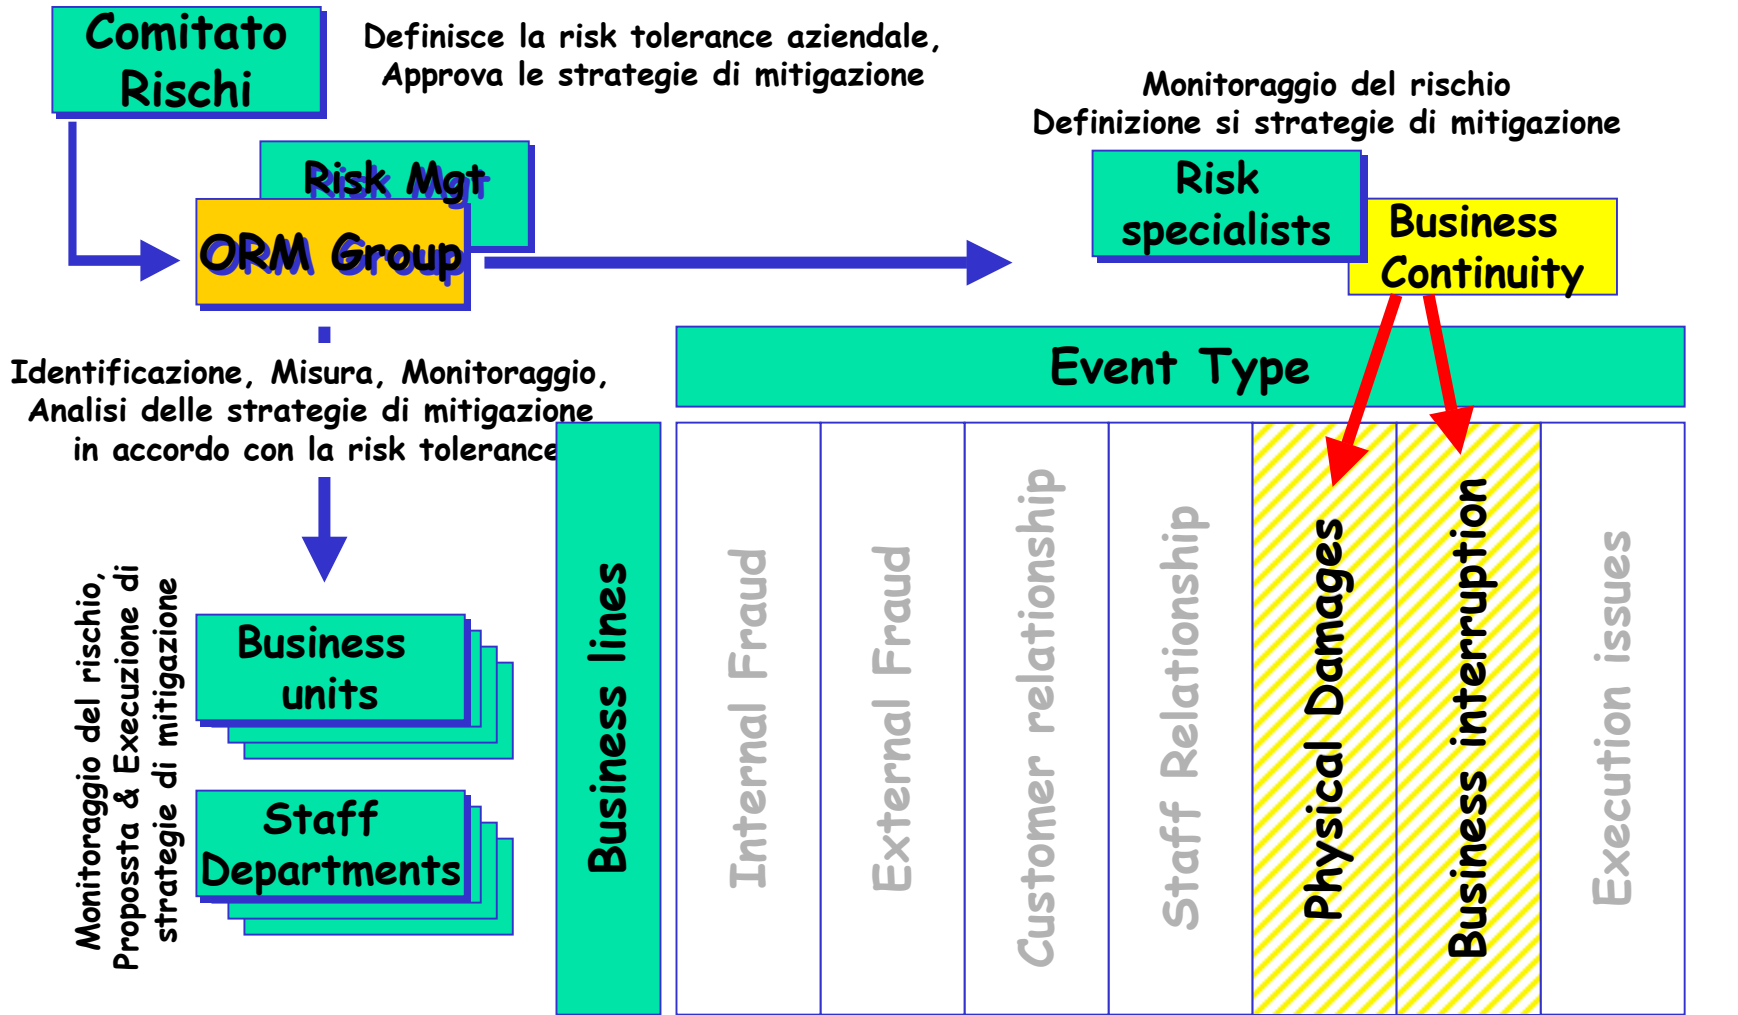 Comitato
Rischi
Definisce la risk tolerance aziendale,
Approva le strategie di mitigazione
Monitoraggio del rischio
Definizione si strategie di mitigazione
Risk Mgt
ORM Group
Risk
specialists
Business
Continuity
Identificazione, Misura, Monitoraggio,
Analisi delle strategie di mitigazione
in accordo con la risk tolerance
Event Type
Monitoraggio del rischio,
Proposta & Execuzione di
strategie di mitigazione
Business
units
Staff
Departments
Business lines
Internal Fraud
External Fraud
Customer relationship
Staff Relationship
Physical Damages
Business interruption
Execution issues